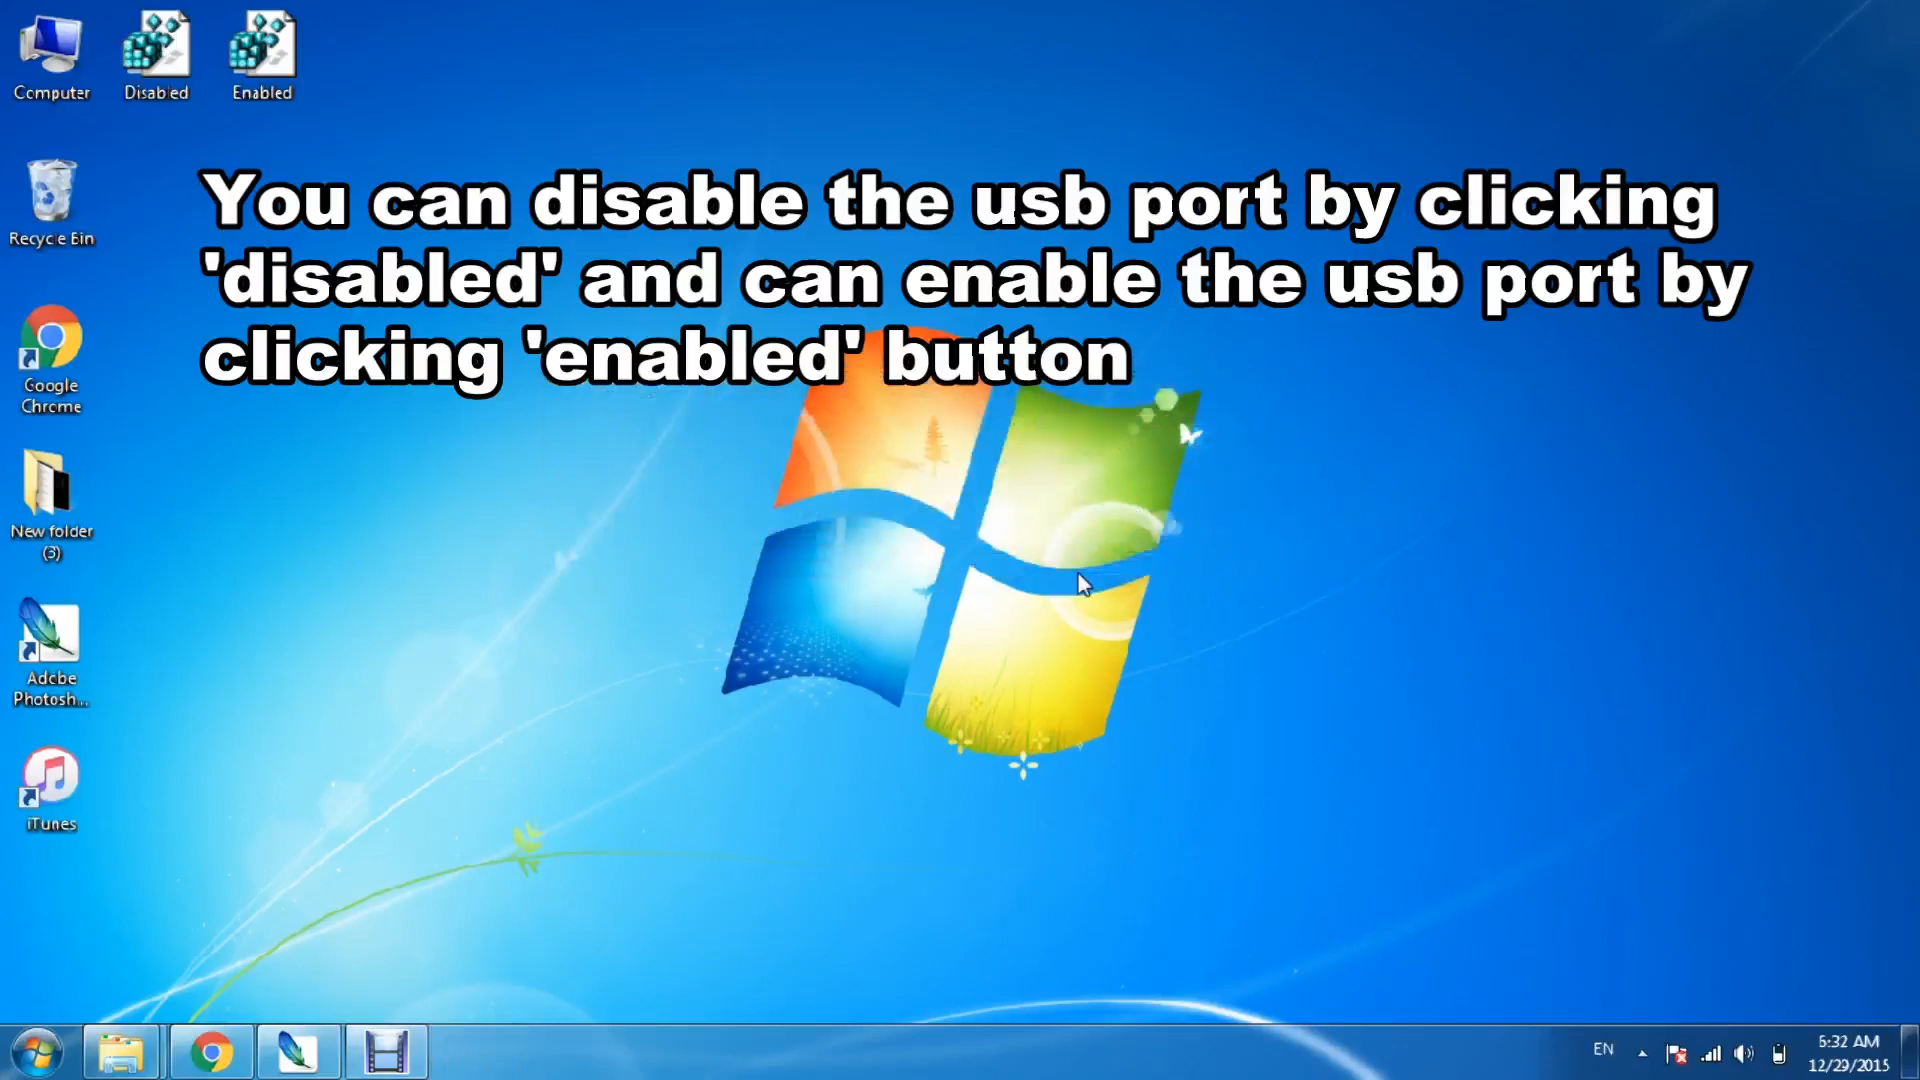 Computer
Disabled
Enabled
You can disable the usb port by clicking
'disabled' and can enable the usb port by
clicking 'enabled' button
Recycle Bin
Google
Chrome
New folder
(3)
Adobe
Photosh...
iTunes
EN
5:32 AM
12/29/2015